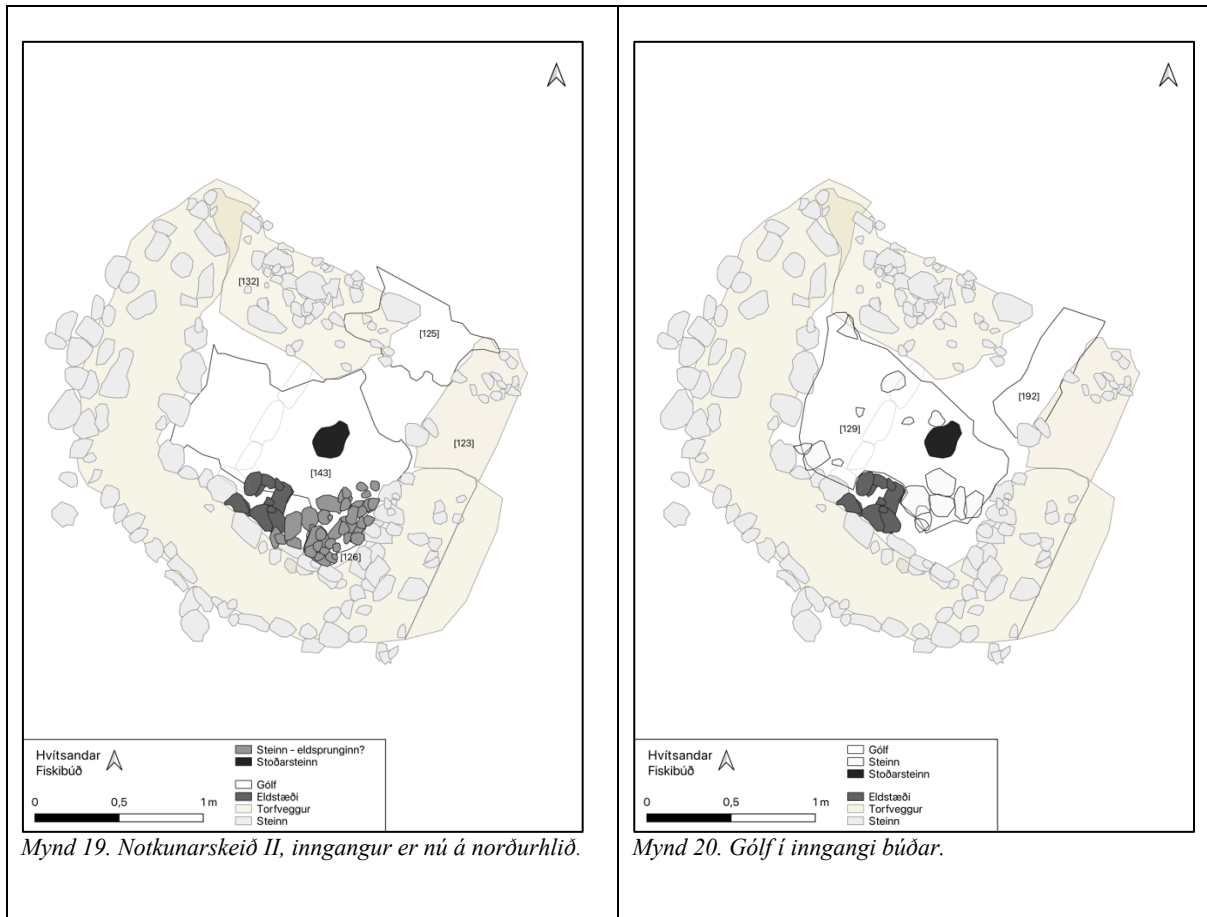 [132]
[125]
[123]
[143]
[126]
Hvítsandar
Fiskibúð
0 0,5 1 m
Steinn - eldsprunginn?
Stoðarsteinn
Gólf
Eldstæði
Torfveggur
Steinn
Mynd 19. Notkunarskeið II, inngangur er nú á norðurhlið.
[192]
[129]
Hvítsandar
Fiskibúð
0 0,5 1 m
Gólf
Steinn
Stoðarsteinn
Eldstæði
Torfveggur
Steinn
Mynd 20. Gólf í inngangi búðar.